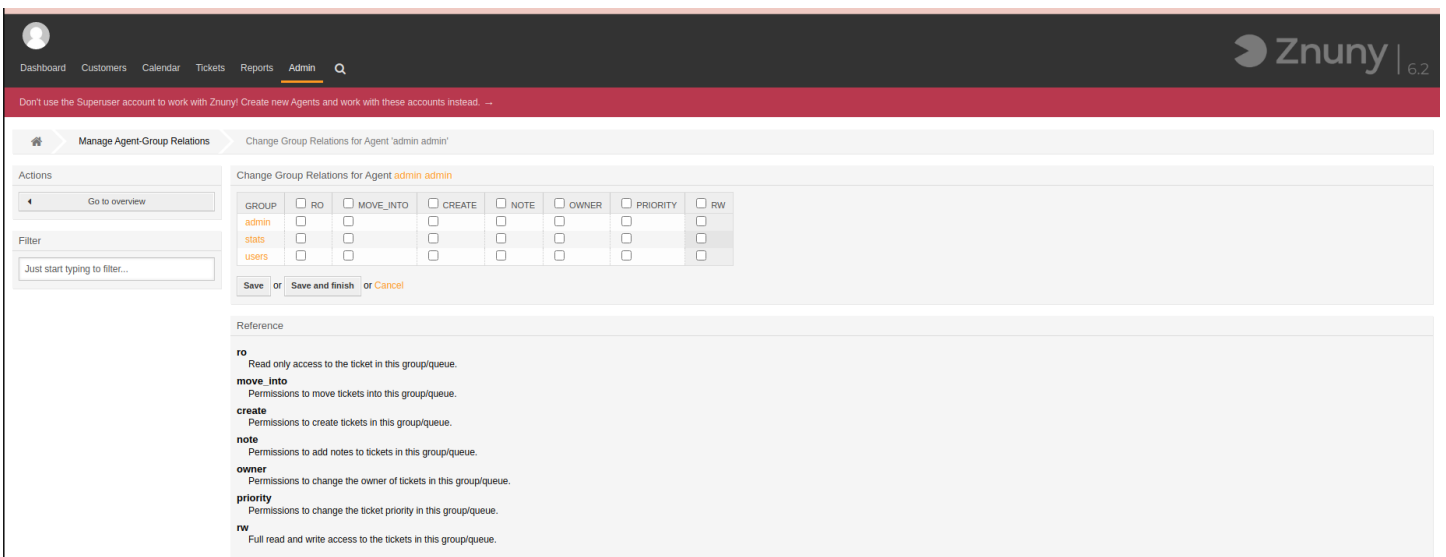 Znuny | 6.2
Dashboard Customers Calendar Tickets Reports Admin
Don't use the Superuser account to work with Znuny! Create new Agents and work with these accounts instead. →
Manage Agent-Group Relations Change Group Relations for Agent 'admin admin'
Actions
Go to overview
Filter
Just start typing to filter...
Change Group Relations for Agent admin admin
GROUP RO MOVE_INTO CREATE NOTE OWNER PRIORITY RW
admin
stats
users
Save or Save and finish or Cancel
Reference
ro
Read only access to the ticket in this group/queue.
move_into
Permissions to move tickets into this group/queue.
create
Permissions to create tickets in this group/queue.
note
Permissions to add notes to tickets in this group/queue.
owner
Permissions to change the owner of tickets in this group/queue.
priority
Permissions to change the ticket priority in this group/queue.
rw
Full read and write access to the tickets in this group/queue.